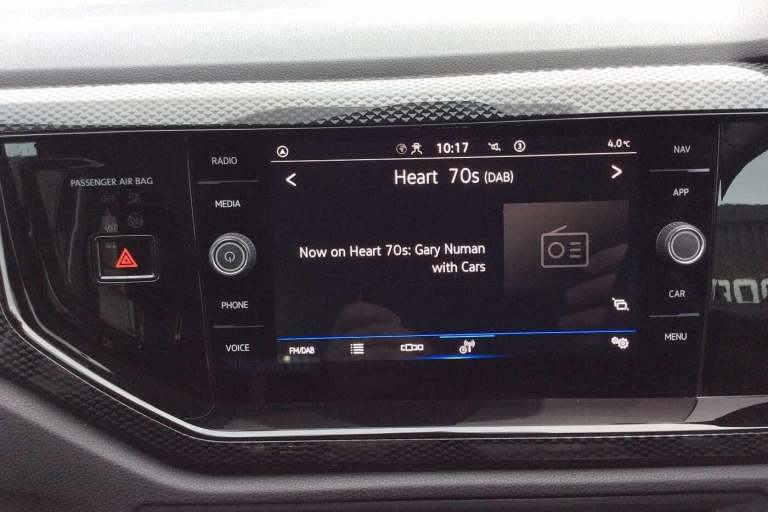 PASSENGER AIR BAG
RADIO
MEDIA
PHONE
VOICE
10:17
3
4.0°C
<
Heart 70s (DAB)
>
Now on Heart 70s: Gary Numan
with Cars
FM/DAB
NAV
APP
CAR
MENU